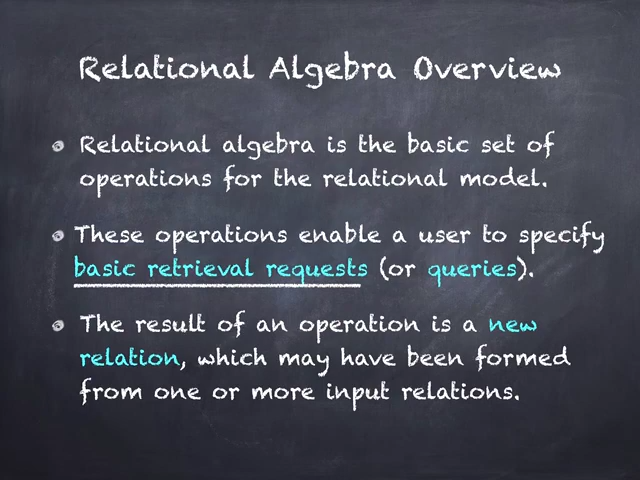 Relational Algebra Overview
Relational algebra is the basic set of
operations for the relational model.
These operations enable a user to specify
basic retrieval requests (or queries).
The result of an operation is a new
relation, which may have been formed
from one or more input relations.